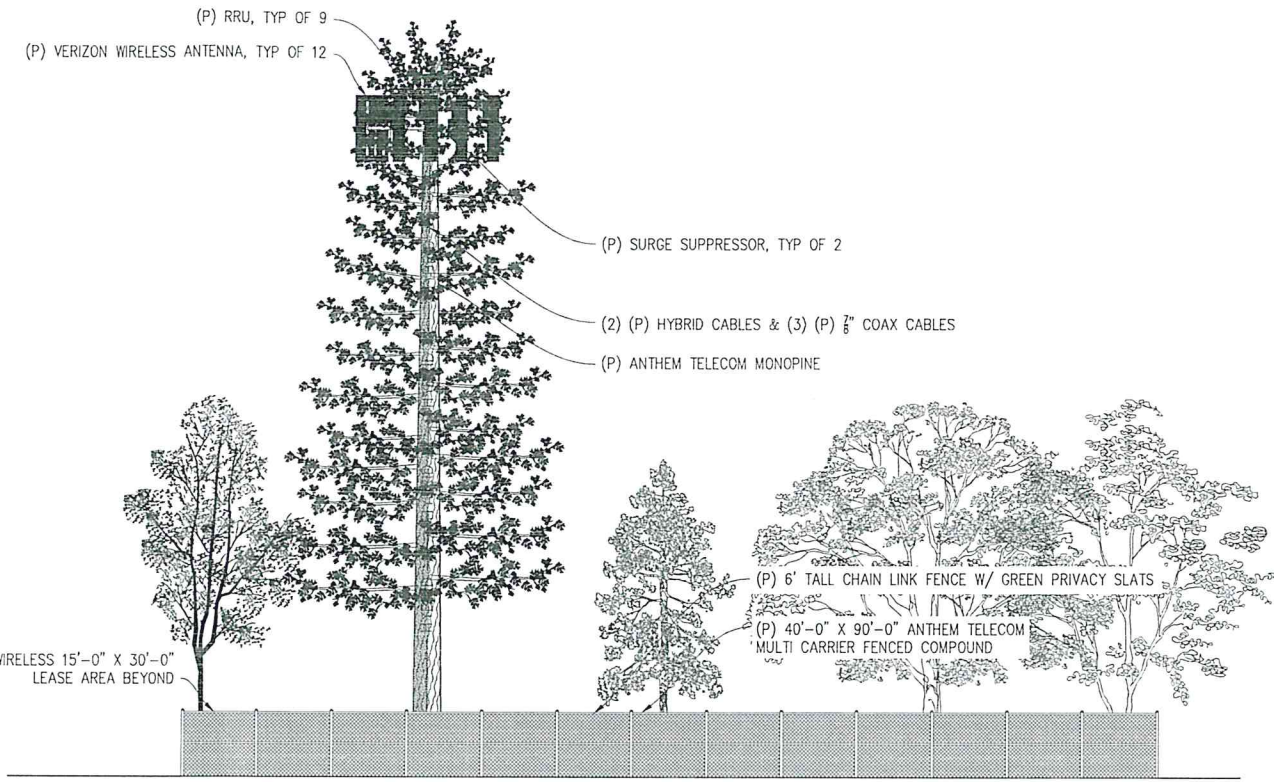 (P) RRU, TYP OF 9
(P) VERIZON WIRELESS ANTENNA, TYP OF 12
(P) SURGE SUPPRESSOR, TYP OF 2
(2) (P) HYBRID CABLES & (3) (P) 7/8" COAX CABLES
(P) ANTHEM TELECOM MONOPINE
(P) 6' TALL CHAIN LINK FENCE W/ GREEN PRIVACY SLATS
(P) 40'-0" X 90'-0" ANTHEM TELECOM
MULTI CARRIER FENCED COMPOUND
WIRELESS 15'-0" X 30'-0"
LEASE AREA BEYOND